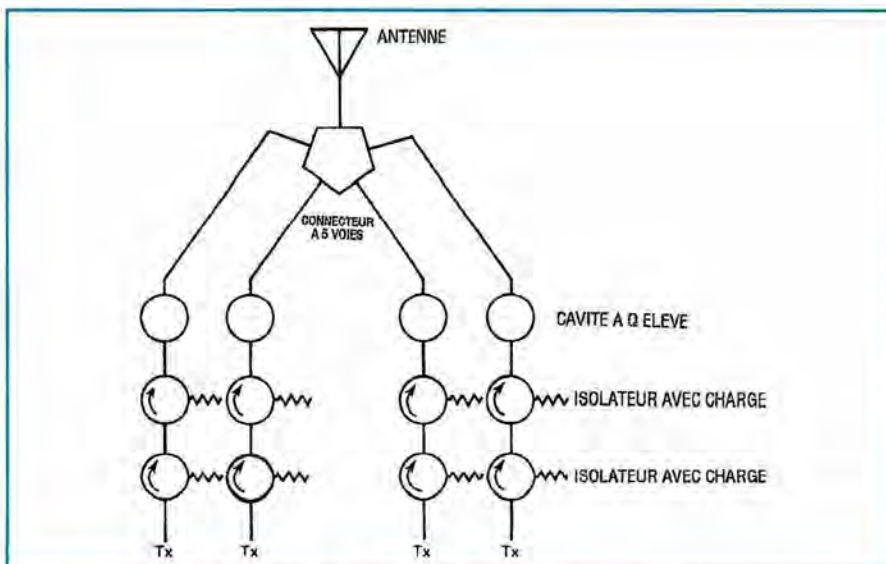 ANTENNE
CONNECTEUR
A 5 VOIES
CAVITE A Q ELEVE
ISOLATEUR AVEC CHARGE
ISOLATEUR AVEC CHARGE
Tx Tx Tx Tx